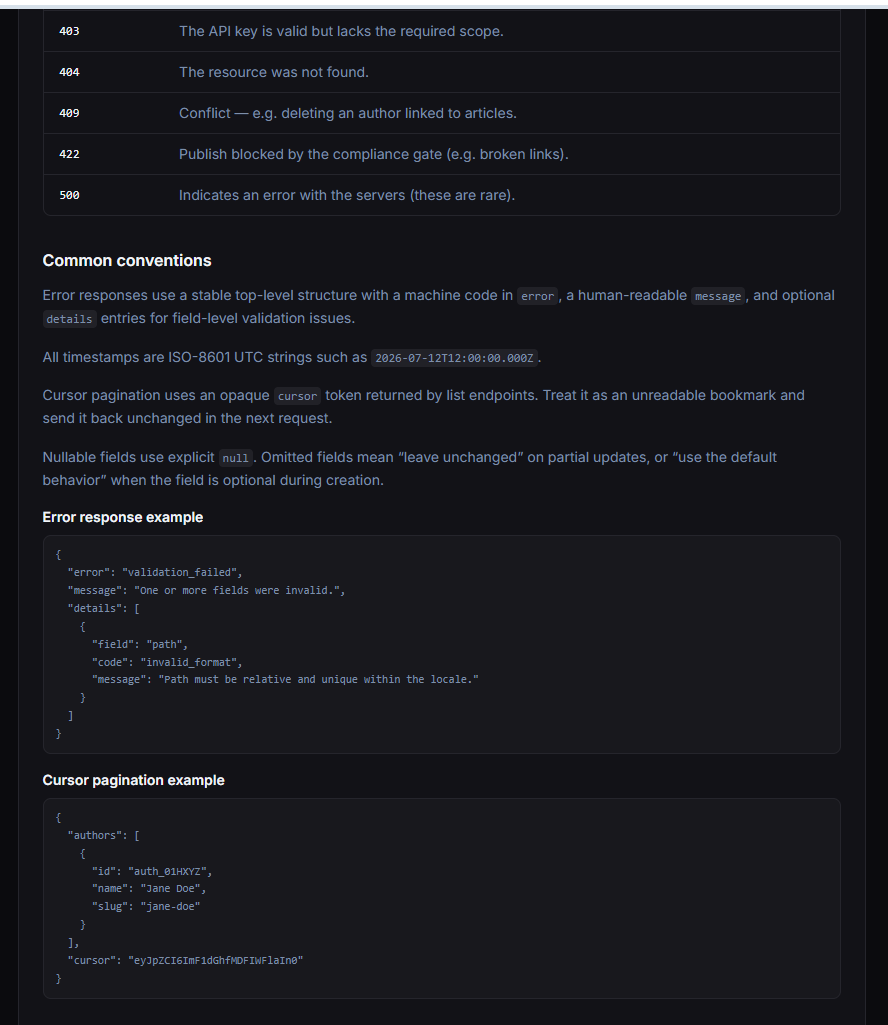 403 The API key is valid but lacks the required scope.
404 The resource was not found.
409 Conflict — e.g. deleting an author linked to articles.
422 Publish blocked by the compliance gate (e.g. broken links).
500 Indicates an error with the servers (these are rare).
Common conventions
Error responses use a stable top-level structure with a machine code in error, a human-readable message, and optional
details entries for field-level validation issues.
All timestamps are ISO-8601 UTC strings such as 2026-07-12T12:00:00.000Z.
Cursor pagination uses an opaque cursor token returned by list endpoints. Treat it as an unreadable bookmark and
send it back unchanged in the next request.
Nullable fields use explicit null. Omitted fields mean “leave unchanged” on partial updates, or “use the default
behavior” when the field is optional during creation.
Error response example
{
  "error": "validation_failed",
  "message": "One or more fields were invalid.",
  "details": [
    {
      "field": "path",
      "code": "invalid_format",
      "message": "Path must be relative and unique within the locale."
    }
  ]
}
Cursor pagination example
{
  "authors": [
    {
      "id": "auth_01HXYZ",
      "name": "Jane Doe",
      "slug": "jane-doe"
    }
  ],
  "cursor": "eyJpZCI6ImF1dGhfMDFIWFlaIn0"
}